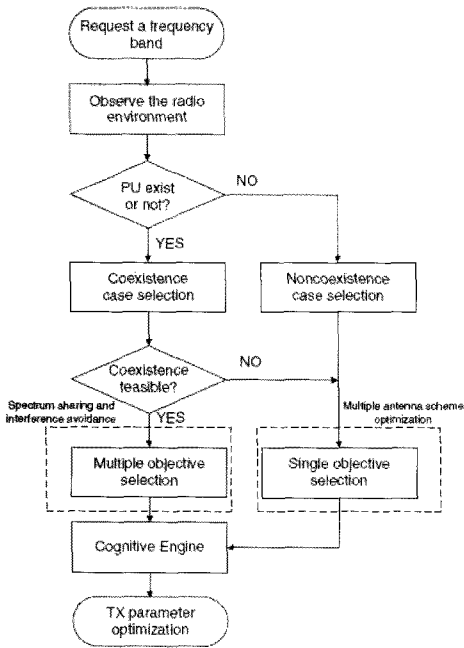 Request a frequency
band
Observe the radio
environment
PU exist
or not?
NO
YES
Coexistence
case selection
Noncoexistence
case selection
Coexistence
teasible?
NO
YES
Spectrum sharing and
interference avoidance
Multiple antenna scheme
optimization
Multiple objective
selection
Single objective
selection
Cognitive Engine
TX parameter
optimization